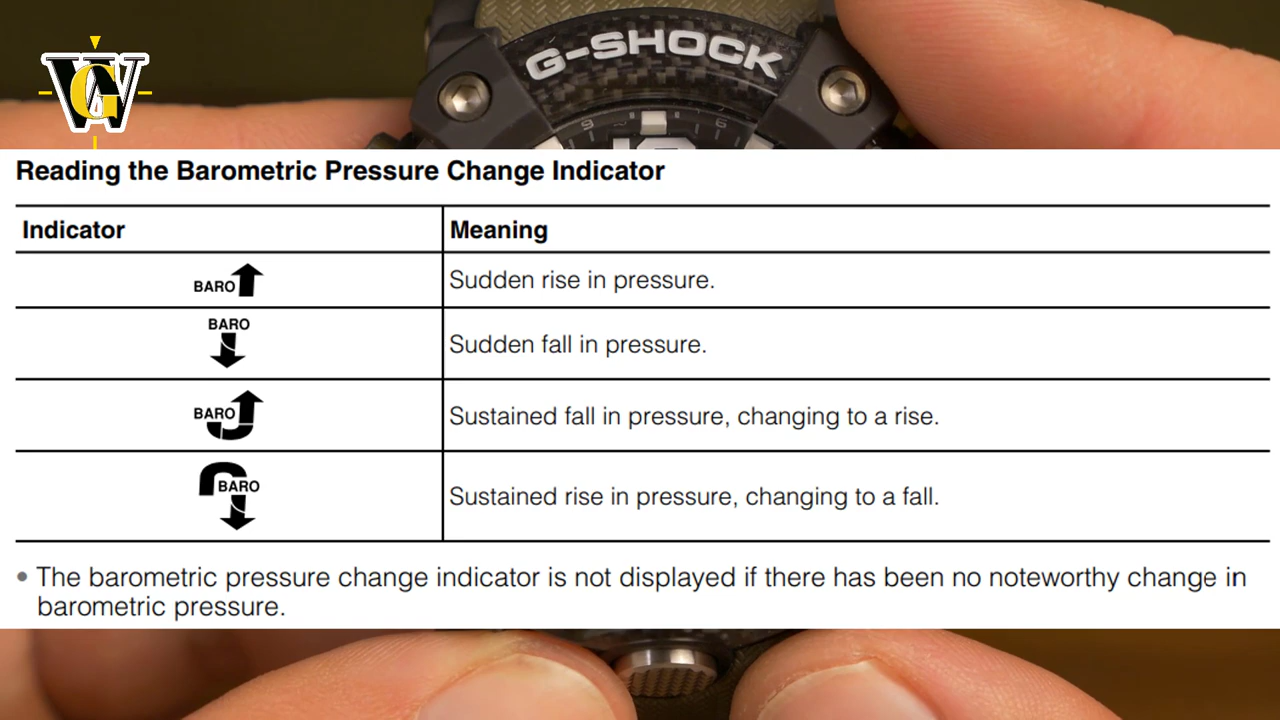 WG
G-SHOCK
Reading the Barometric Pressure Change Indicator
Indicator
Meaning
BARO
Sudden rise in pressure.
BARO
Sudden fall in pressure.
BARO
Sustained fall in pressure, changing to a rise.
BARO
Sustained rise in pressure, changing to a fall.
• The barometric pressure change indicator is not displayed if there has been no noteworthy change in
barometric pressure.